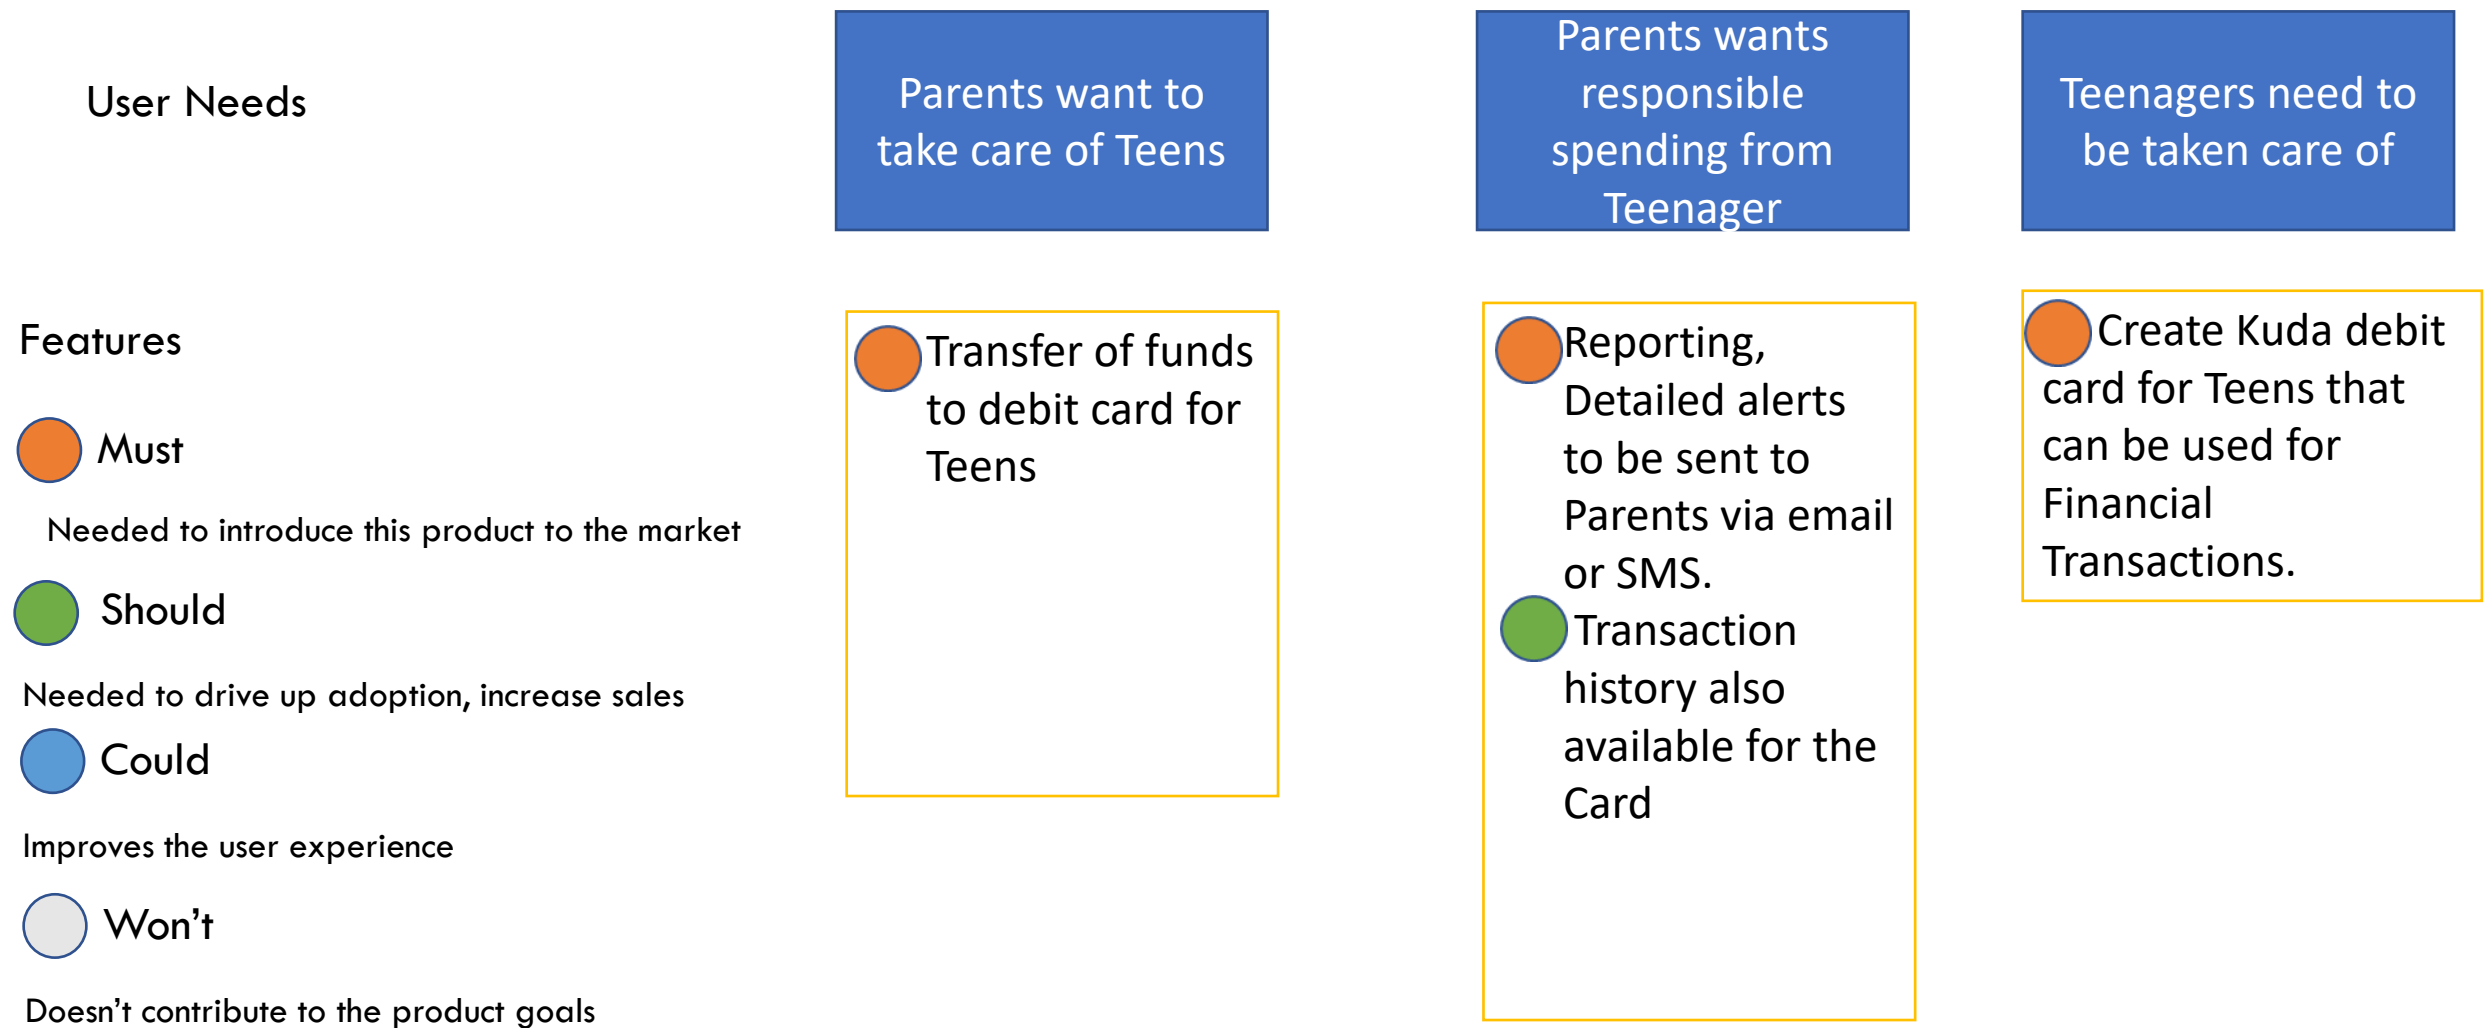 User Needs
Parents want to
take care of Teens
Parents wants
responsible
spending from
Teenager
Teenagers need to
be taken care of
Features
Must
Needed to introduce this product to the market
Should
Needed to drive up adoption, increase sales
Could
Improves the user experience
Won't
Doesn't contribute to the product goals
Transfer of funds
to debit card for
Teens
Reporting,
Detailed alerts
to be sent to
Parents via email
or SMS.
Transaction
history also
available for the
Card
Create Kuda debit
card for Teens that
can be used for
Financial
Transactions.